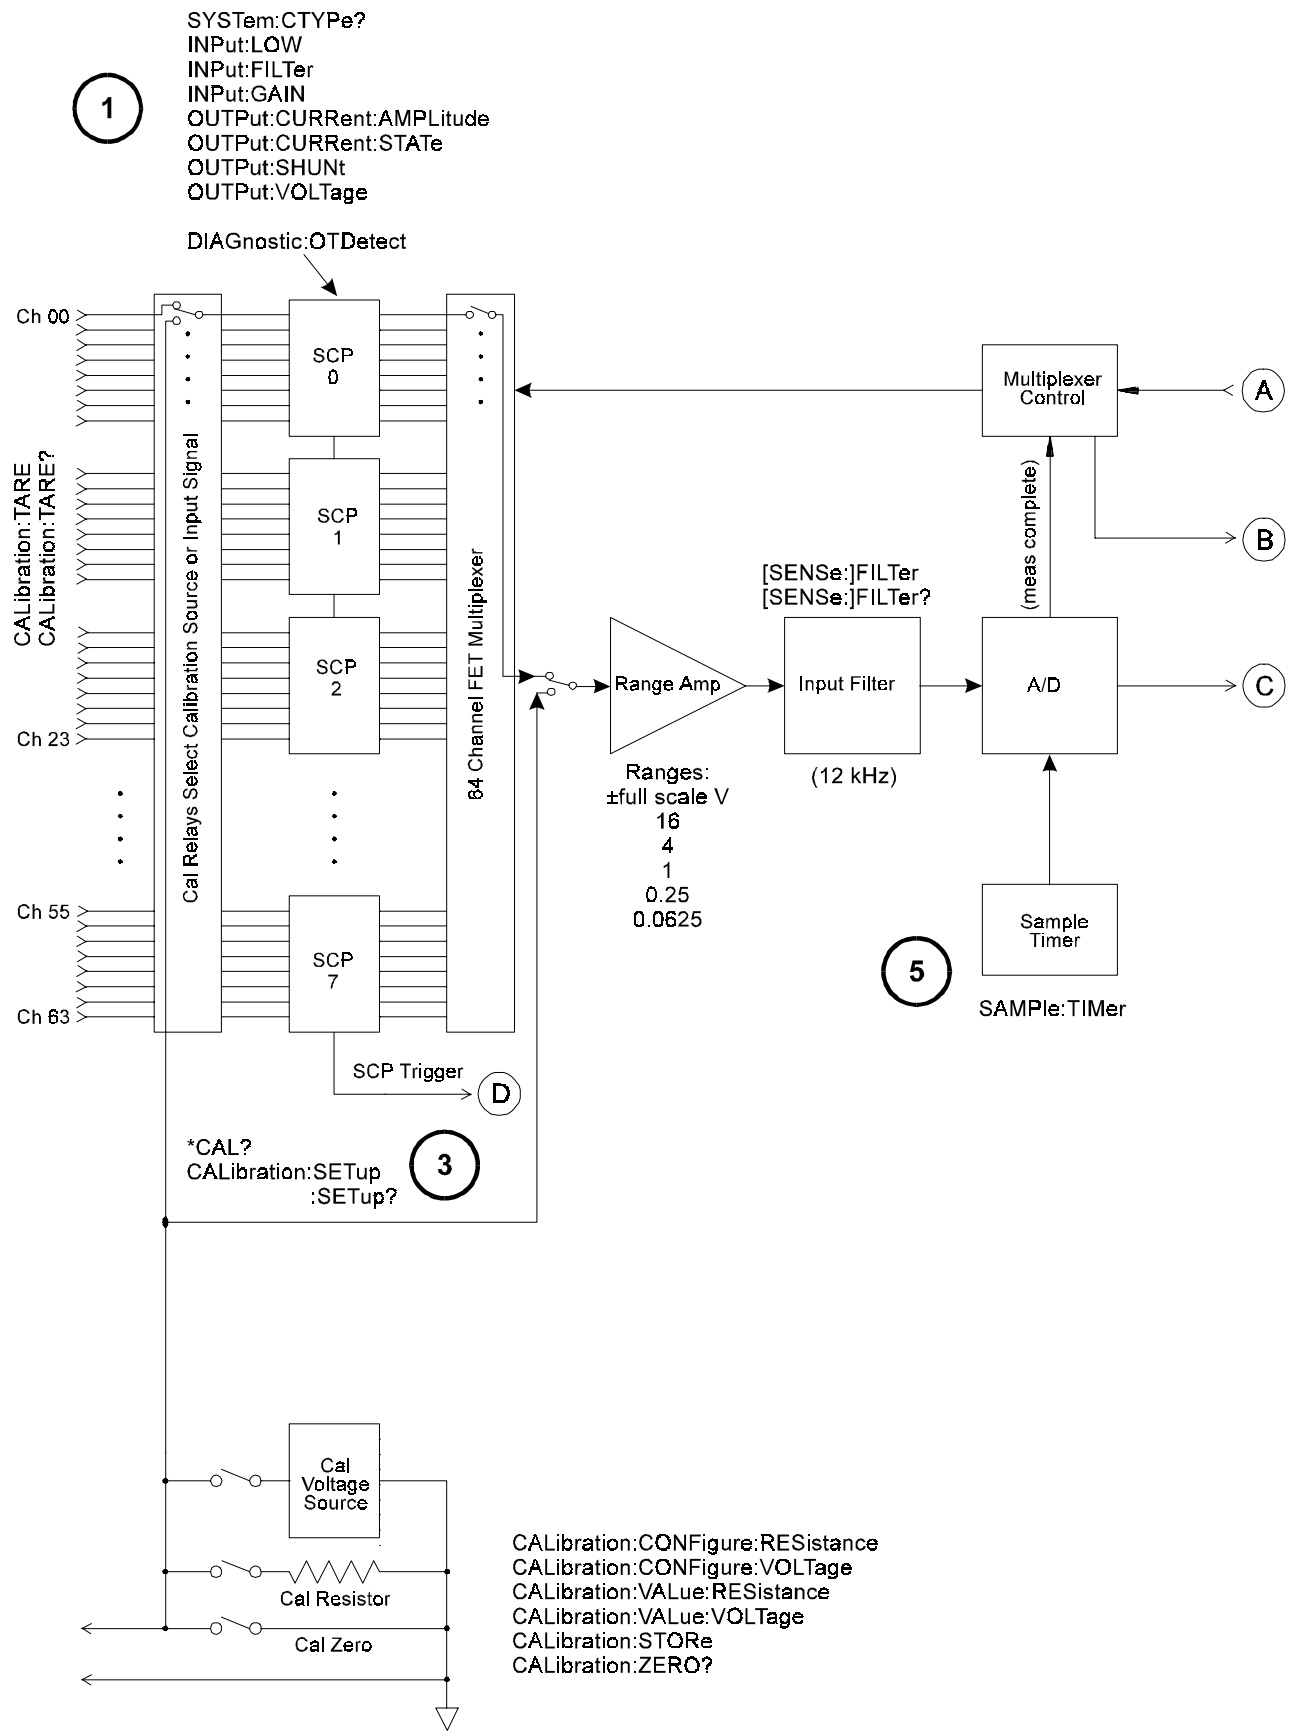 SYSTem:CTYPe?
INPut:LOW
INPut:FILTer
INPut:GAIN
OUTPut:CURRent:AMPLitude
OUTPut:CURRent:STATe
OUTPut:SHUNt
OUTPut:VOLTage
1
DIAGnostic:OTDetect
Ch 00
SCP
0
Multiplexer
Control
A
CALibration:TARE
CALibration:TARE?
Cal Relays Select Calibration Source or Input Signal
SCP
1
64 Channel FET Multiplexer
(meas complete)
B
[SENSe:]FILTer
[SENSe:]FILTer?
SCP
2
Range Amp
Input Filter
A/D
C
Ch 23
Ranges:
±full scale V
16
4
1
0.25
0.0625
(12 kHz)
Ch 55
SCP
7
Sample
Timer
5
SAMPle:TIMer
Ch 63
SCP Trigger
D
*CAL?
CALibration:SETup
:SETup?
3
Cal
Voltage
Source
Cal Resistor
Cal Zero
CALibration:CONFigure:RESistance
CALibration:CONFigure:VOLTage
CALibration:VALue:RESistance
CALibration:VALue:VOLTage
CALibration:STORe
CALibration:ZERO?